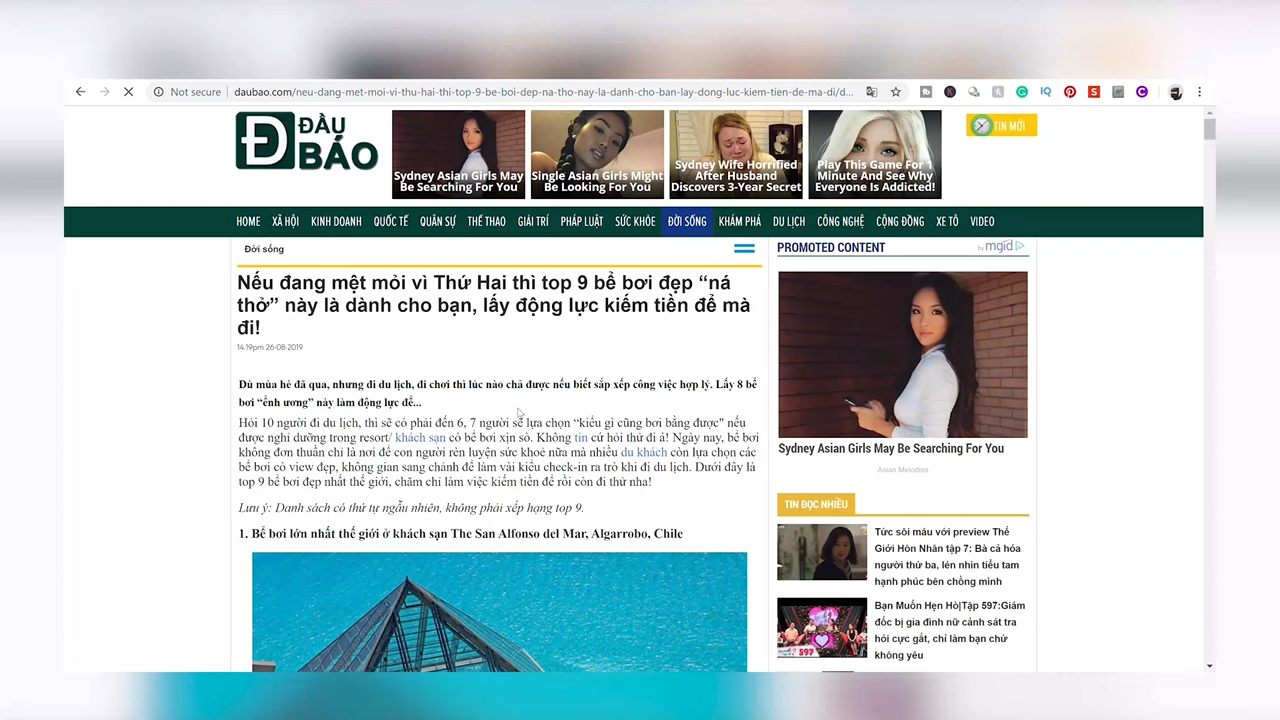 Not secure
daubao.com/neu-dang-met-moi-vi-thu-hai-thi-top-9-be-boi-dep-na-tho-nay-la-danh-cho-ban-lay-dong-luc-kiem-tien-de-ma-di/d...
ĐẦU BÁO
Sydney Asian Girls May
Be Searching For You
Single Asian Girls Might
Be Looking For You
Sydney Wife Horrified
After Husband
Discovers 3-Year Secret
Play This Game For 1
Minute And See Why
Everyone Is Addicted!
TIN MỚI
HOME XÃ HỘI KINH DOANH QUỐC TẾ QUÂN SỰ THỂ THAO GIẢI TRÍ PHÁP LUẬT SỨC KHỎE ĐỜI SỐNG KHÁM PHÁ DU LỊCH CÔNG NGHỆ CỘNG ĐỒNG XE TÔ VIDEO
Đời sống
Nếu đang mệt mỏi vì Thứ Hai thì top 9 bể bơi đẹp “ná
thở” này là dành cho bạn, lấy động lực kiếm tiền để mà
đi!
14.19pm 26-08-2019
Dù mùa hè đã qua, nhưng đi du lịch, đi chơi thì lúc nào chả được nếu biết sắp xếp công việc hợp lý. Lấy 8 bể
bơi “ễnh ương” này làm động lực để...
Hỏi 10 người đi du lịch, thì sẽ có phải đến 6, 7 người sẽ lựa chọn “kiểu gì cũng bơi bằng được" nếu
được nghỉ dưỡng trong resort/ khách sạn có bể bơi xịn sò. Không tin cứ hỏi thử đi á! Ngày nay, bể bơi
không đơn thuần chỉ là nơi để con người rèn luyện sức khoẻ nữa mà nhiều du khách còn lựa chọn các
bể bơi có view đẹp, không gian sang chảnh để làm vài kiểu check-in ra trò khi đi du lịch. Dưới đây là
top 9 bể bơi đẹp nhất thế giới, chăm chỉ làm việc kiếm tiền để rồi còn đi thử nha!
Lưu ý: Danh sách có thứ tự ngẫu nhiên, không phải xếp hạng top 9.
1. Bể bơi lớn nhất thế giới ở khách sạn The San Alfonso del Mar, Algarrobo, Chile
PROMOTED CONTENT
by mgid
Sydney Asian Girls May Be Searching For You
Asian Melodies
TIN ĐỌC NHIỀU
Tức sôi máu với preview Thế
Giới Hôn Nhân tập 7: Bà cả hóa
người thứ ba, lén nhìn tiểu tam
hạnh phúc bên chồng mình
Bạn Muốn Hẹn Hò|Tập 597:Giám
đốc bị gia đình nữ cảnh sát tra
hỏi cực gắt, chỉ làm bạn chứ
không yêu
597